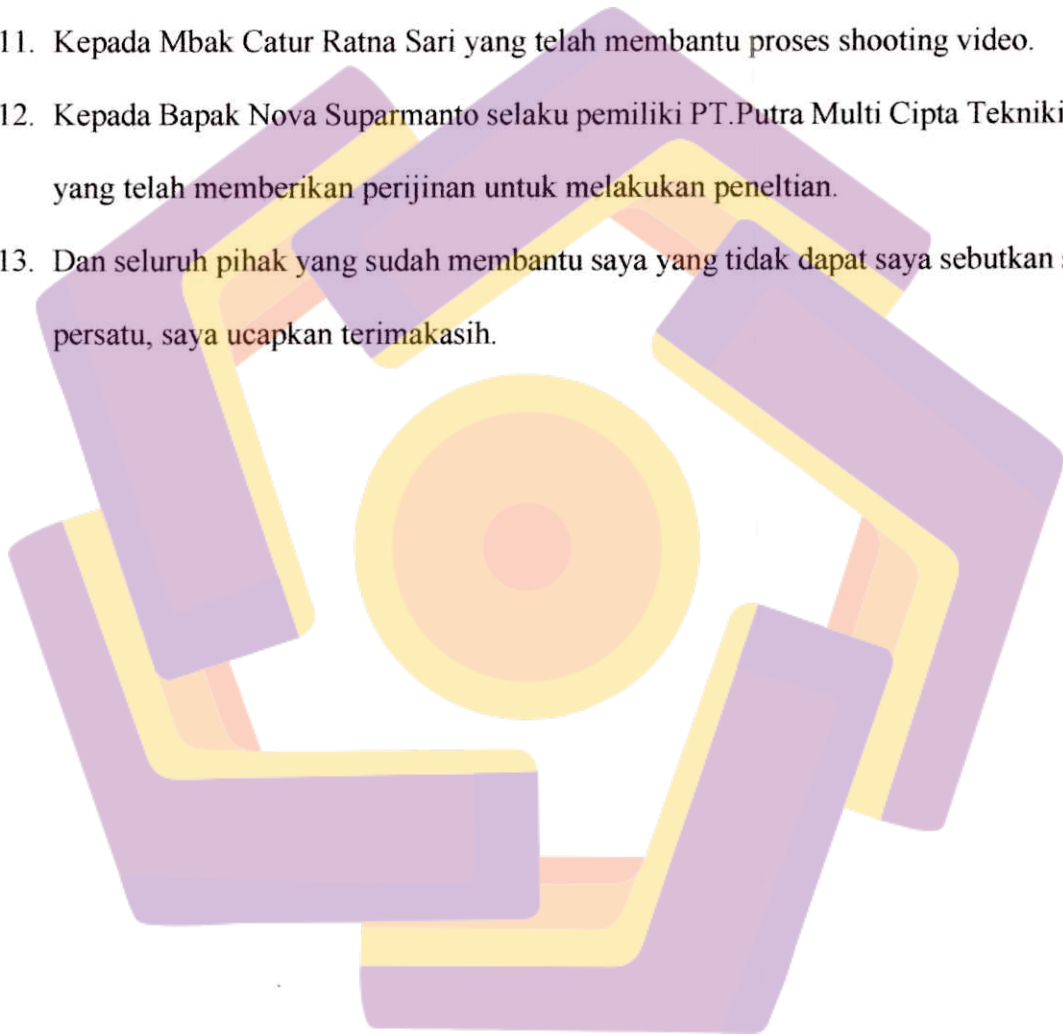 11. Kepada Mbak Catur Ratna Sari yang telah membantu proses shooting video.
12. Kepada Bapak Nova Suparmanto selaku pemiliki PT.Putra Multi Cipta Tekniki
yang telah memberikan perijinan untuk melakukan peneltian.
13. Dan seluruh pihak yang sudah membantu saya yang tidak dapat saya sebutkan
persatu, saya ucapkan terimakasih.